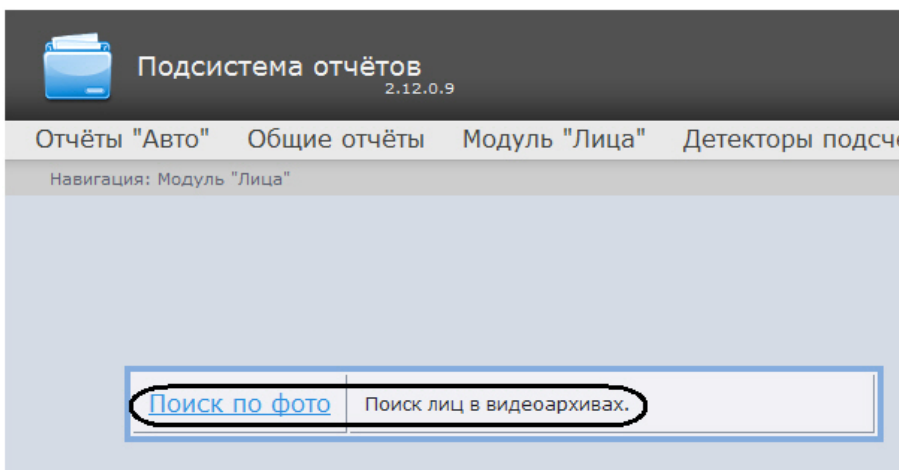 Подсистема отчётов
2.12.0.9
Отчёты "Авто" Общие отчёты Модуль "Лица" Детекторы
Навигация: Модуль "Лица"
Поиск по фото Поиск лиц в видеоархивах.